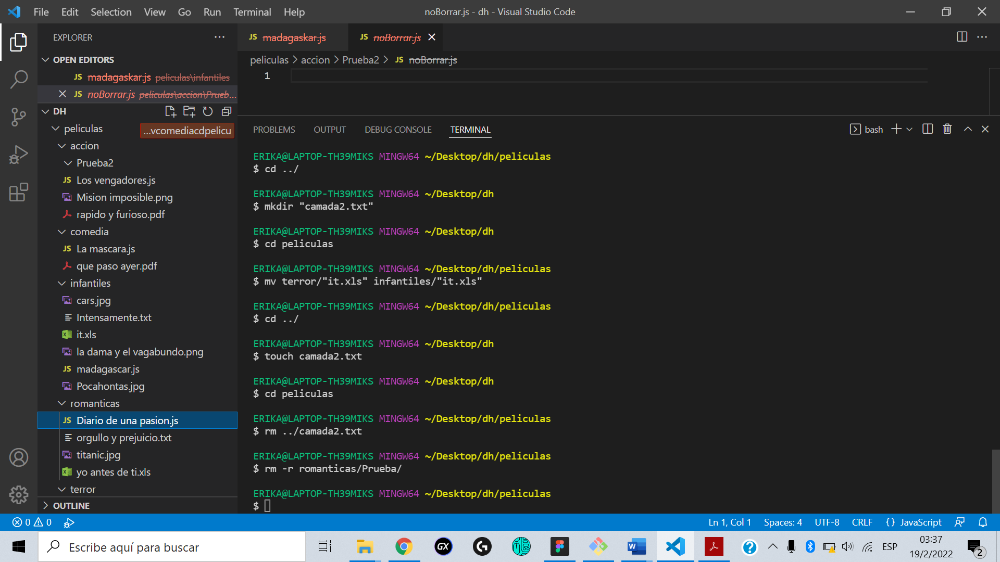 File Edit Selection View Go Run Terminal Help
noBorrar.js - dh - Visual Studio Code
EXPLORER
OPEN EDITORS
JS madagaskar.js peliculas\infantiles
JS noBorrar.js peliculas\accion\Prueb...
DH
peliculas
...vcomediacdpelicu
accion
Prueba2
JS Los vengadores.js
Mision imposible.png
rapido y furioso.pdf
comedia
JS La mascara.js
que paso ayer.pdf
infantiles
cars.jpg
Intensamente.txt
it.xls
la dama y el vagabundo.png
JS madagascar.js
Pocahontas.jpg
romanticas
JS Diario de una pasion.js
orgullo y prejuicio.txt
titanic.jpg
yo antes de ti.xls
terror
OUTLINE
JS madagaskar.js
JS noBorrar.js
peliculas > accion > Prueba2 > JS noBorrar.js
1
PROBLEMS OUTPUT DEBUG CONSOLE TERMINAL
bash
ERIKA@LAPTOP-TH39MIKS MINGW64 ~/Desktop/dh/peliculas
$ cd ../
ERIKA@LAPTOP-TH39MIKS MINGW64 ~/Desktop/dh
$ mkdir "camada2.txt"
ERIKA@LAPTOP-TH39MIKS MINGW64 ~/Desktop/dh
$ cd peliculas
ERIKA@LAPTOP-TH39MIKS MINGW64 ~/Desktop/dh/peliculas
$ mv terror/"it.xls" infantiles/"it.xls"
ERIKA@LAPTOP-TH39MIKS MINGW64 ~/Desktop/dh/peliculas
$ cd ../
ERIKA@LAPTOP-TH39MIKS MINGW64 ~/Desktop/dh
$ touch camada2.txt
ERIKA@LAPTOP-TH39MIKS MINGW64 ~/Desktop/dh
$ cd peliculas
ERIKA@LAPTOP-TH39MIKS MINGW64 ~/Desktop/dh/peliculas
$ rm ../camada2.txt
ERIKA@LAPTOP-TH39MIKS MINGW64 ~/Desktop/dh/peliculas
$ rm -r romanticas/Prueba/
ERIKA@LAPTOP-TH39MIKS MINGW64 ~/Desktop/dh/peliculas
$
0 0
Ln 1, Col 1 Spaces: 4 UTF-8 CRLF {} JavaScript
Escribe aquí para buscar
GX
G
W
?
ESP
03:37
19/2/2022
2